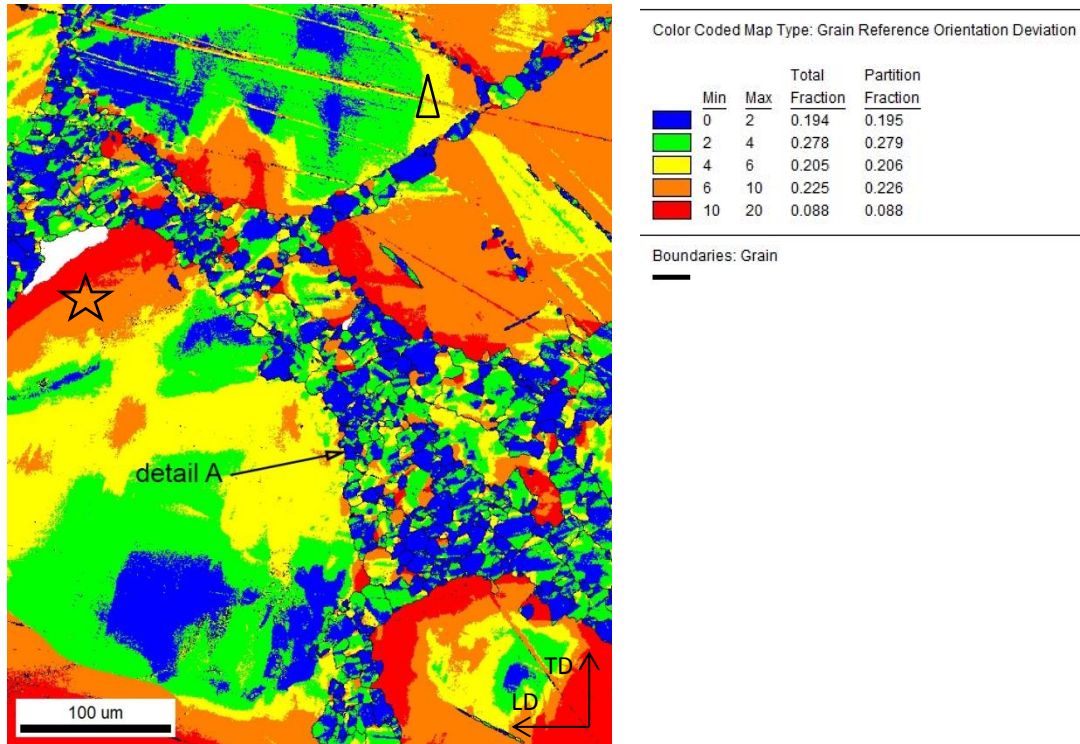 detail A
100 um
TD
LD
Color Coded Map Type: Grain Reference Orientation Deviation
Total Partition
Min Max Fraction Fraction
0 2 0.194 0.195
2 4 0.278 0.279
4 6 0.205 0.206
6 10 0.225 0.226
10 20 0.088 0.088
Boundaries: Grain